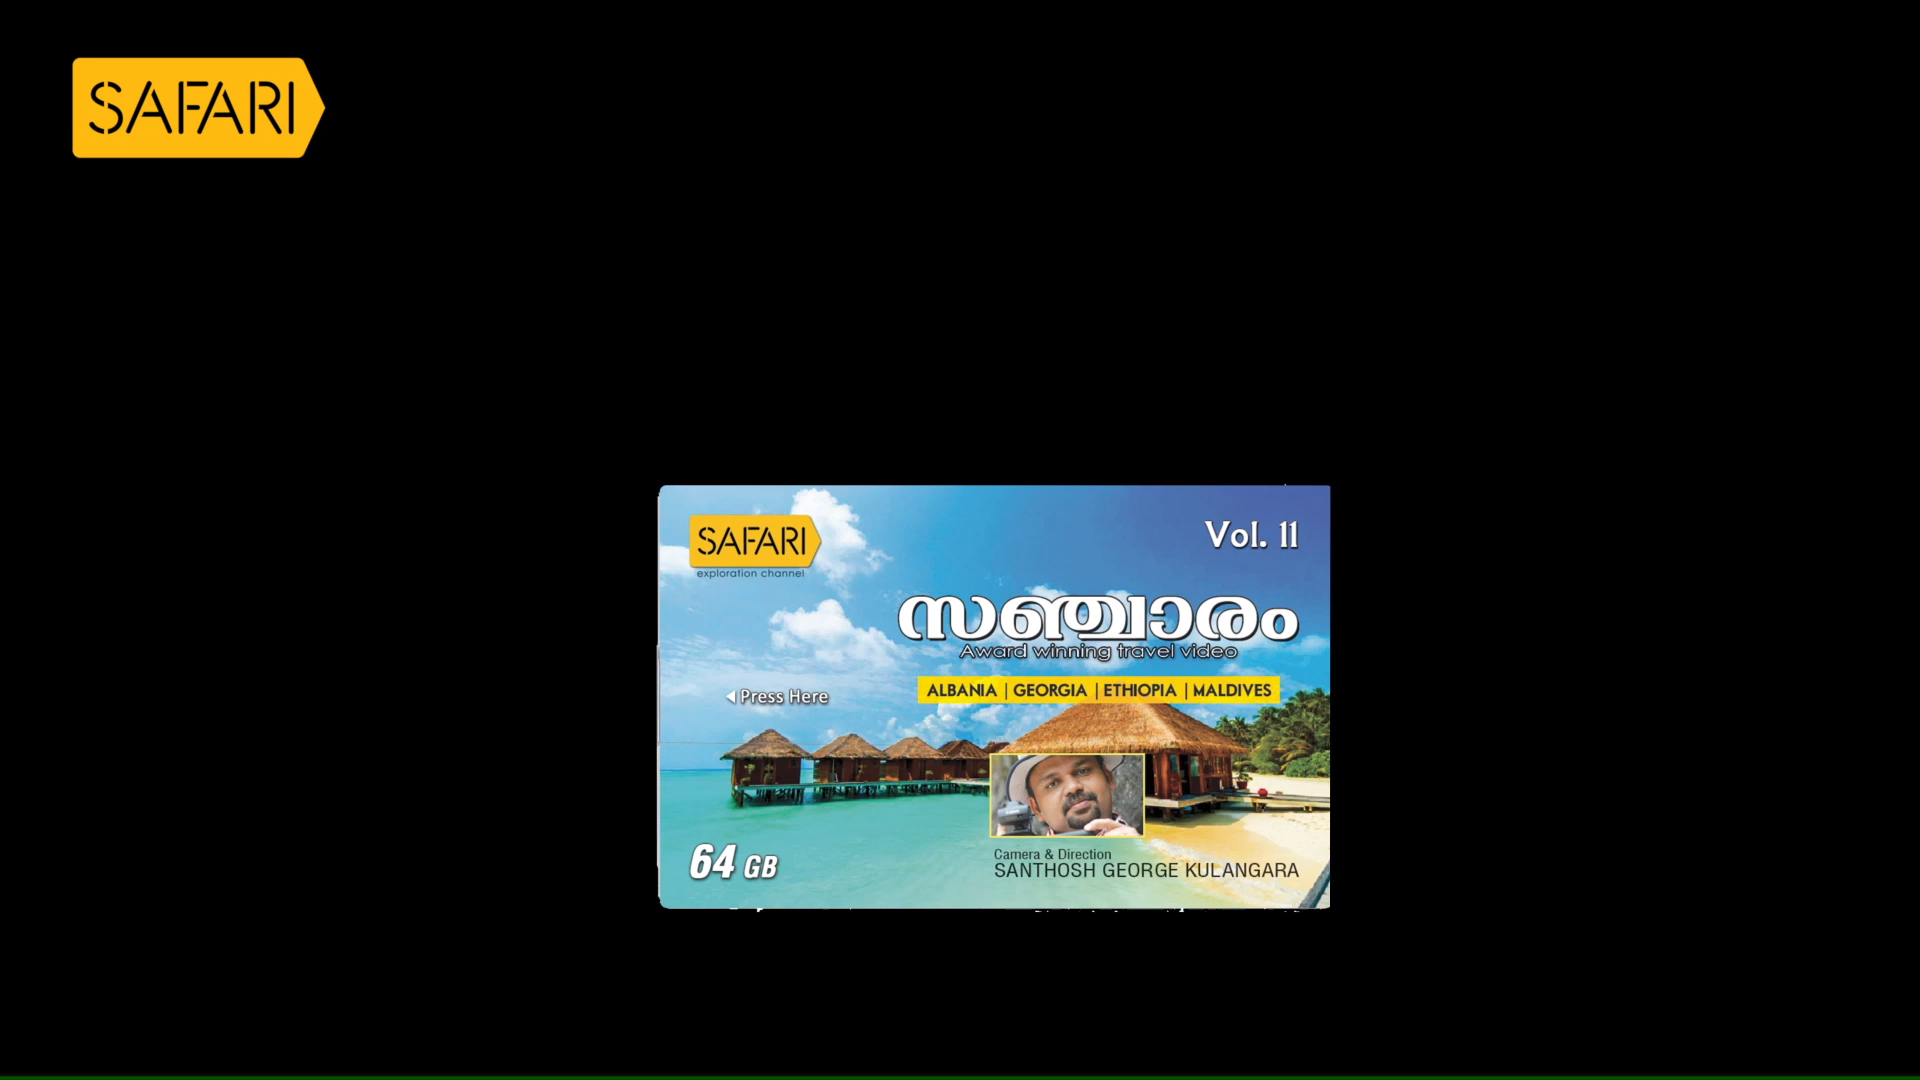 SAFARI
SAFARI
exploration channel
Vol. 11
സഞ്ചാരം
Award winning travel video
ALBANIA | GEORGIA | ETHIOPIA | MALDIVES
Press Here
64 GB
Camera & Direction
SANTHOSH GEORGE KULANGARA